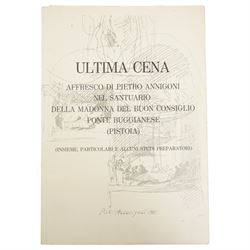 ULTIMA CENA
AFFRESCO DI PIETRO ANNIGONI
NEL SANTUARIO
DELLA MADONNA DEL BUON CONSIGLIO
PONTE BUGGIANESE
(PISTOIA)
(INSIEME, PARTICOLARI E ALCUNI STUDI PREPARATORI)